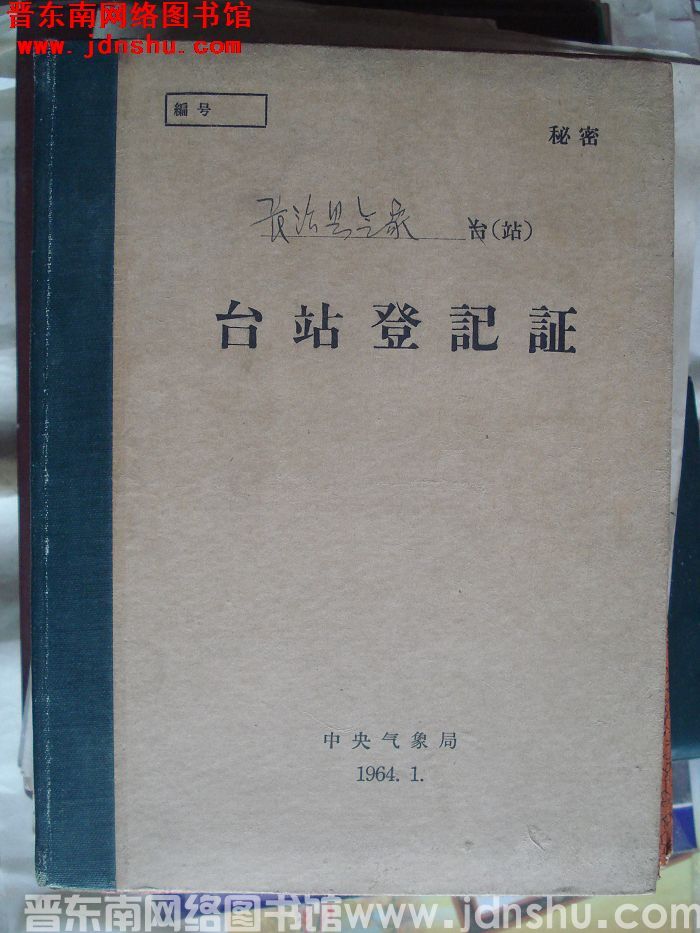 晋东南网络图书馆
www. jdnshu. com
編号
秘密
长治县气象台(站)
台站登記証
中央气象局
1964. 1.
晋东南网络图书馆www. jdnshu. com